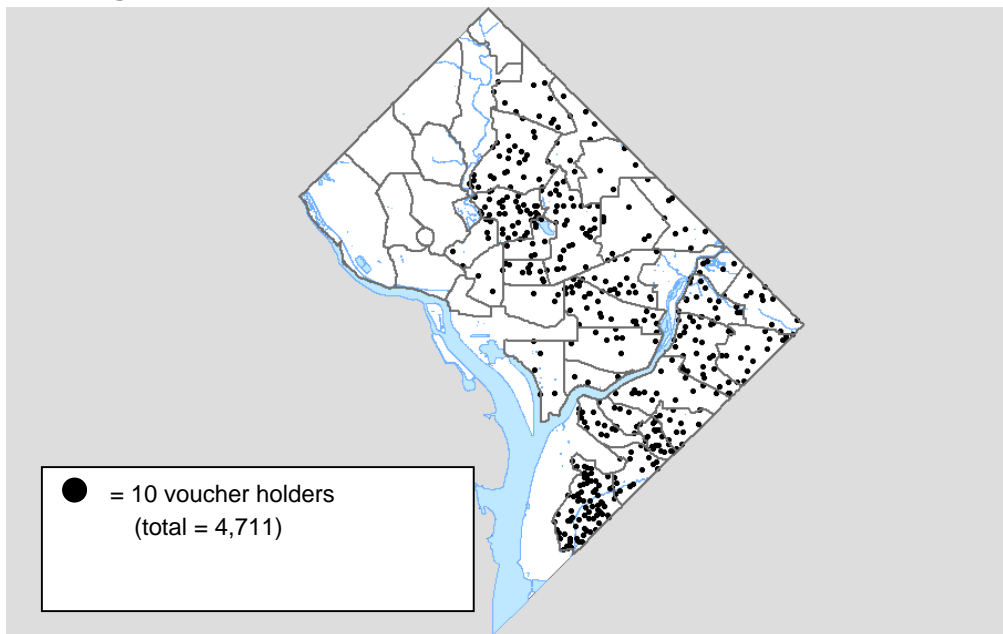 = 10 voucher holders
(total = 4,711)